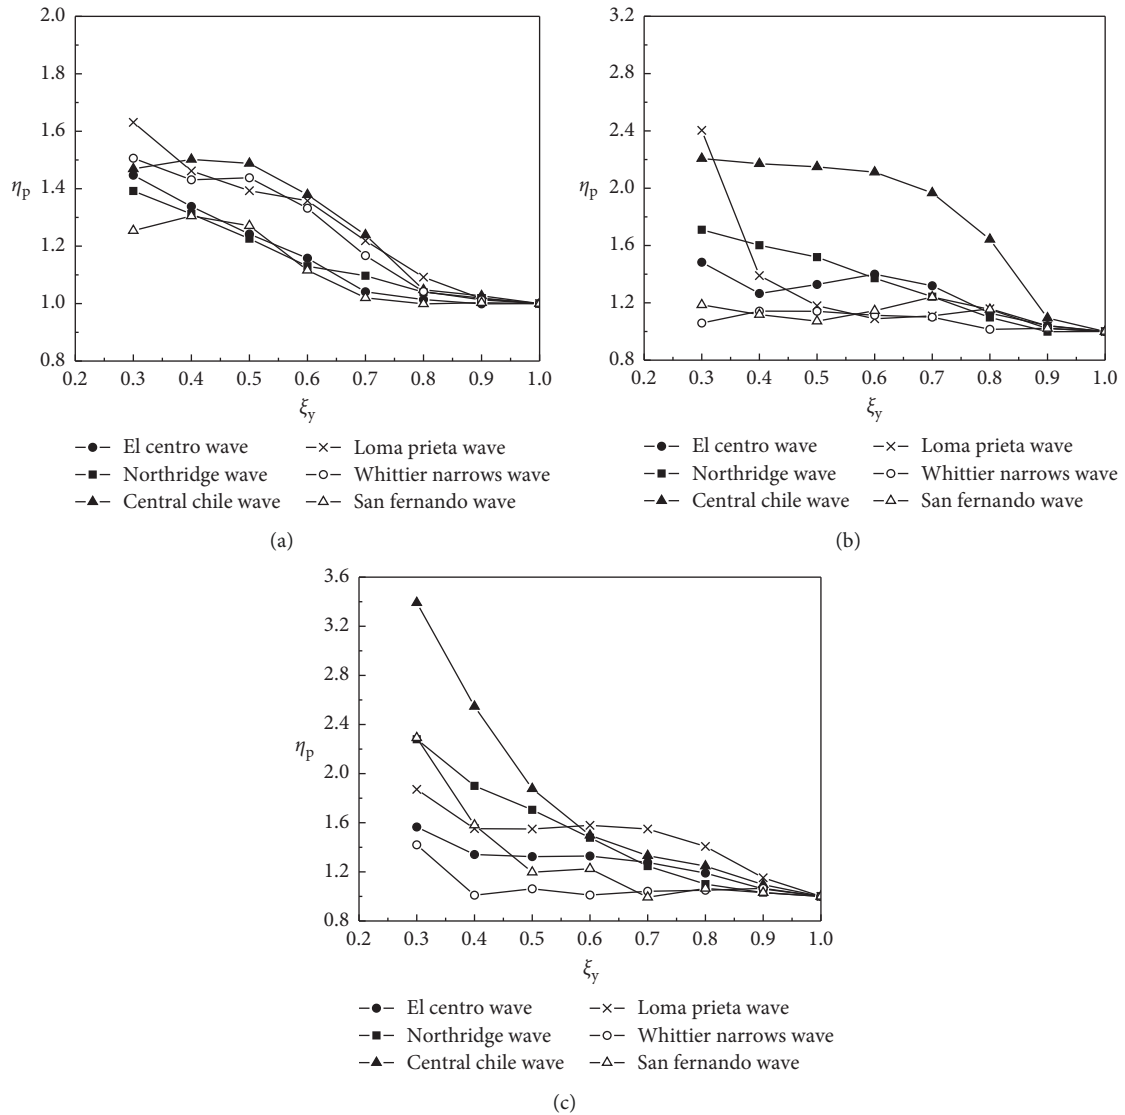 2.0
1.8
1.6
1.4
1.2
1.0
0.8
ηp
0.2 0.3 0.4 0.5 0.6 0.7 0.8 0.9 1.0
ξy
El centro wave
Northridge wave
Central chile wave
Loma prieta wave
Whittier narrows wave
San fernando wave
(a)
3.2
2.8
2.4
2.0
1.6
1.2
0.8
ηp
0.2 0.3 0.4 0.5 0.6 0.7 0.8 0.9 1.0
ξy
El centro wave
Northridge wave
Central chile wave
Loma prieta wave
Whittier narrows wave
San fernando wave
(b)
3.6
3.2
2.8
2.4
2.0
1.6
1.2
0.8
ηp
0.2 0.3 0.4 0.5 0.6 0.7 0.8 0.9 1.0
ξy
El centro wave
Northridge wave
Central chile wave
Loma prieta wave
Whittier narrows wave
San fernando wave
(c)